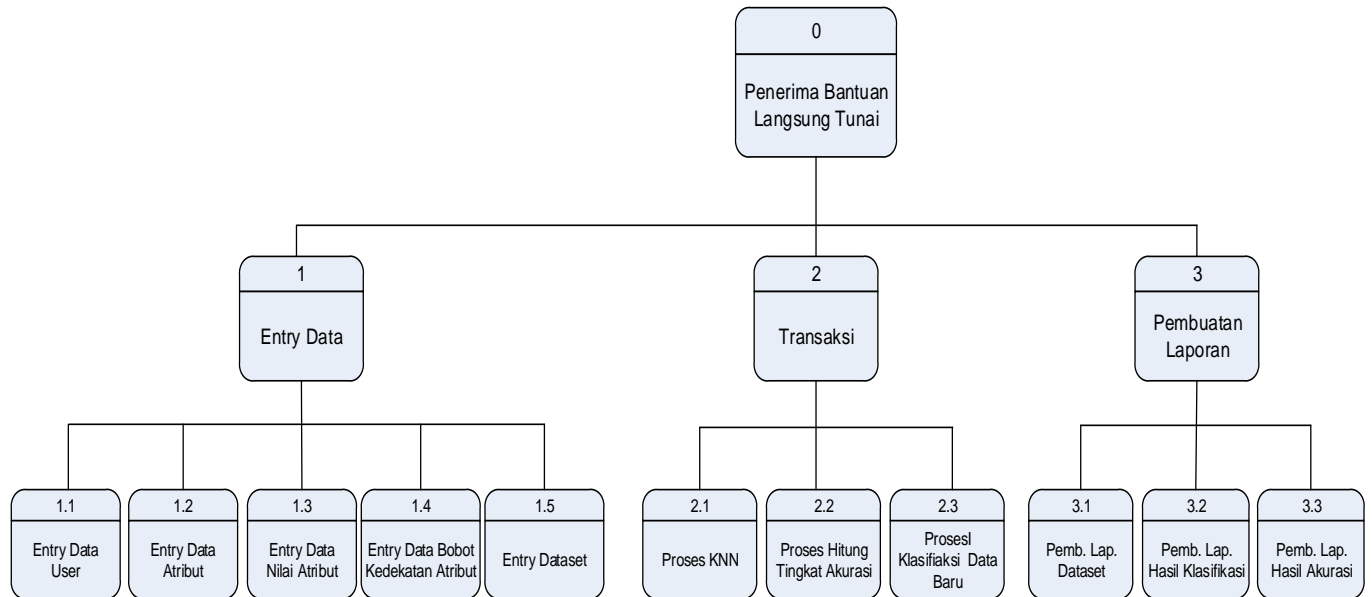 0
Penerima Bantuan
Langsung Tunai
1
Entry Data
2
Transaksi
3
Pembuatan
Laporan
1.1
Entry Data
User
1.2
Entry Data
Atribut
1.3
Entry Data
Nilai Atribut
1.4
Entry Data Bobot
Kedekatan Atribut
1.5
Entry Dataset
2.1
Proses KNN
2.2
Proses Hitung
Tingkat Akurasi
2.3
Prosesl
Klasifiaksi Data
Baru
3.1
Pemb. Lap.
Dataset
3.2
Pemb. Lap.
Hasil Klasifikasi
3.3
Pemb. Lap.
Hasil Akurasi